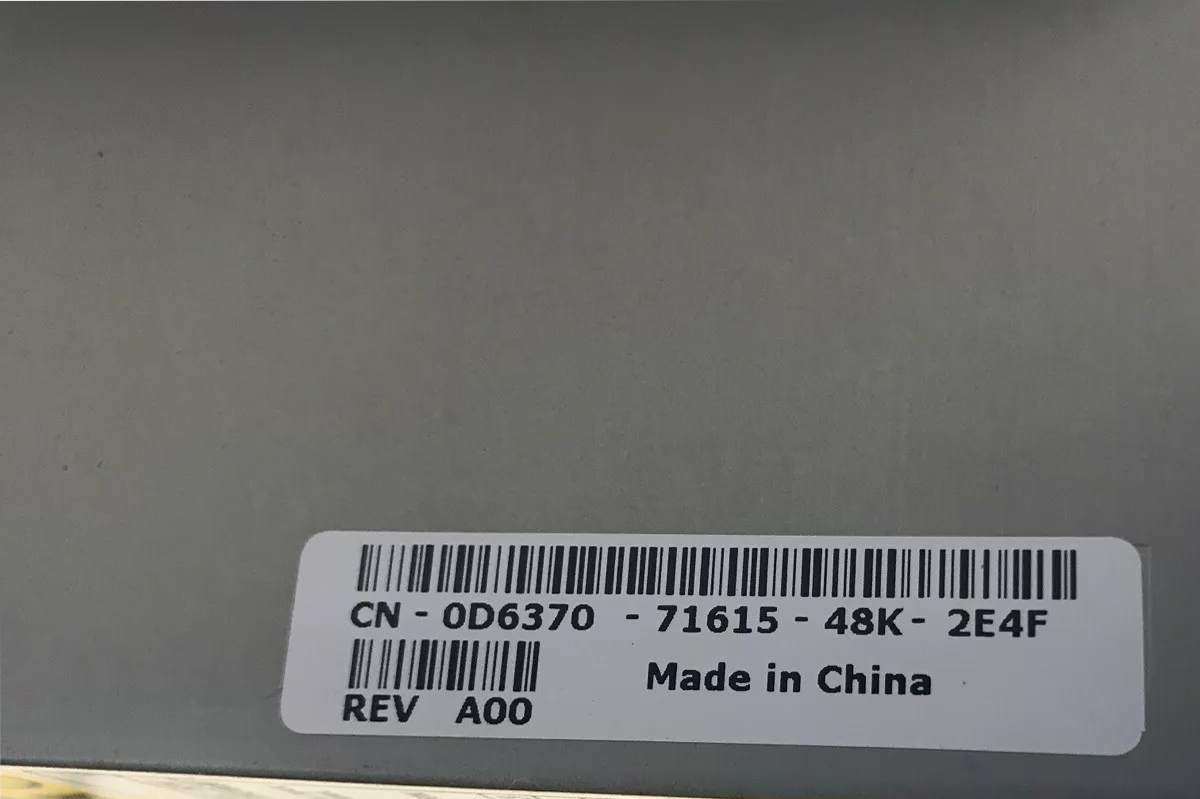 CN - 0D6370 - 71615 - 48K - 2E4F
REV A00
Made in China